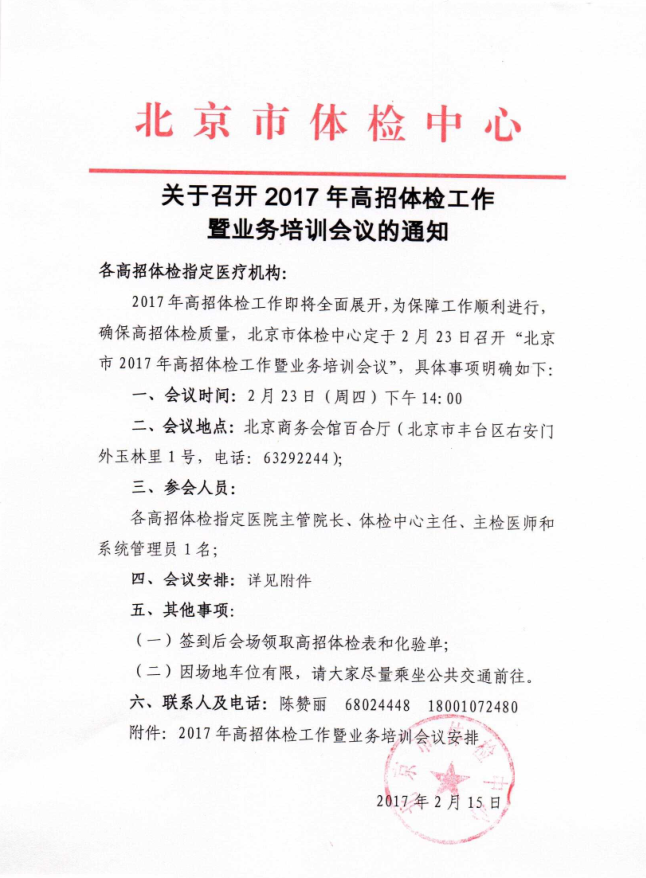 北京市体检中心
关于召开 2017 年高招体检工作
暨业务培训会议的通知
各高招体检指定医疗机构：
2017 年高招体检工作即将全面展开，为保障工作顺利进行，
确保高招体检质量，北京市体检中心定于 2 月 23 日召开“北京
市 2017 年高招体检工作暨业务培训会议”，具体事项明确如下：
一、会议时间：2 月 23 日（周四）下午 14:00
二、会议地点：北京商务会馆百合厅（北京市丰台区右安门
外玉林里 1 号，电话：63292244）；
三、参会人员：
各高招体检指定医院主管院长、体检中心主任、主检医师和
系统管理员 1 名；
四、会议安排：详见附件
五、其他事项：
（一）签到后会场领取高招体检表和化验单；
（二）因场地车位有限，请大家尽量乘坐公共交通前往。
六、联系人及电话：陈赞丽 68024448 18001072480
附件：2017 年高招体检工作暨业务培训会议安排
北京市体检中心
2017 年 2 月 15 日